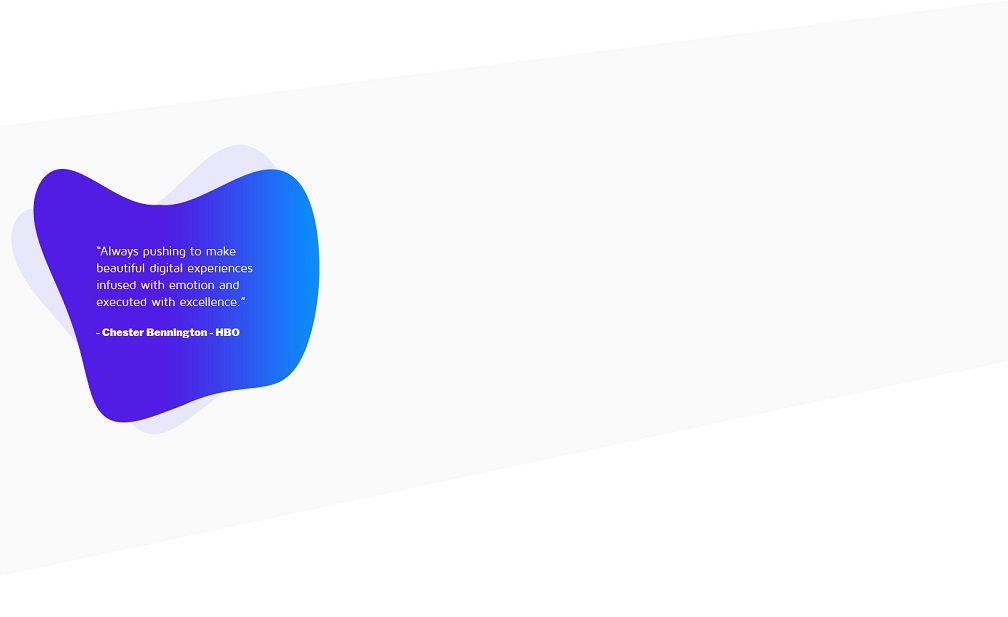 “Always pushing to make
beautiful digital experiences
infused with emotion and
executed with excellence.”
- Chester Bennington - HBO